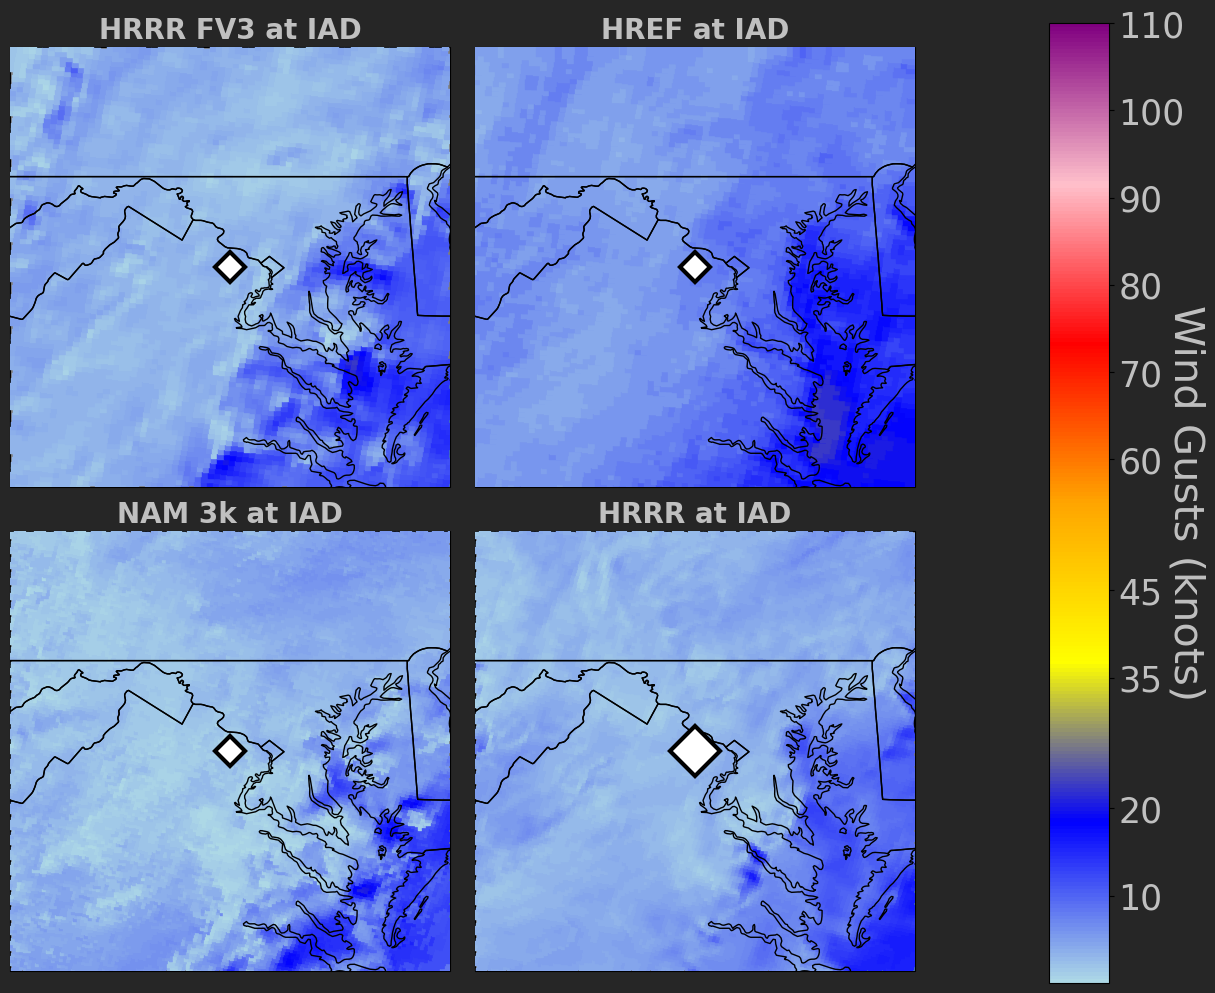 HRRR FV3 at IAD
HREF at IAD
NAM 3k at IAD
HRRR at IAD
110
100
90
80
70
60
45
35
20
10
Wind Gusts (knots)